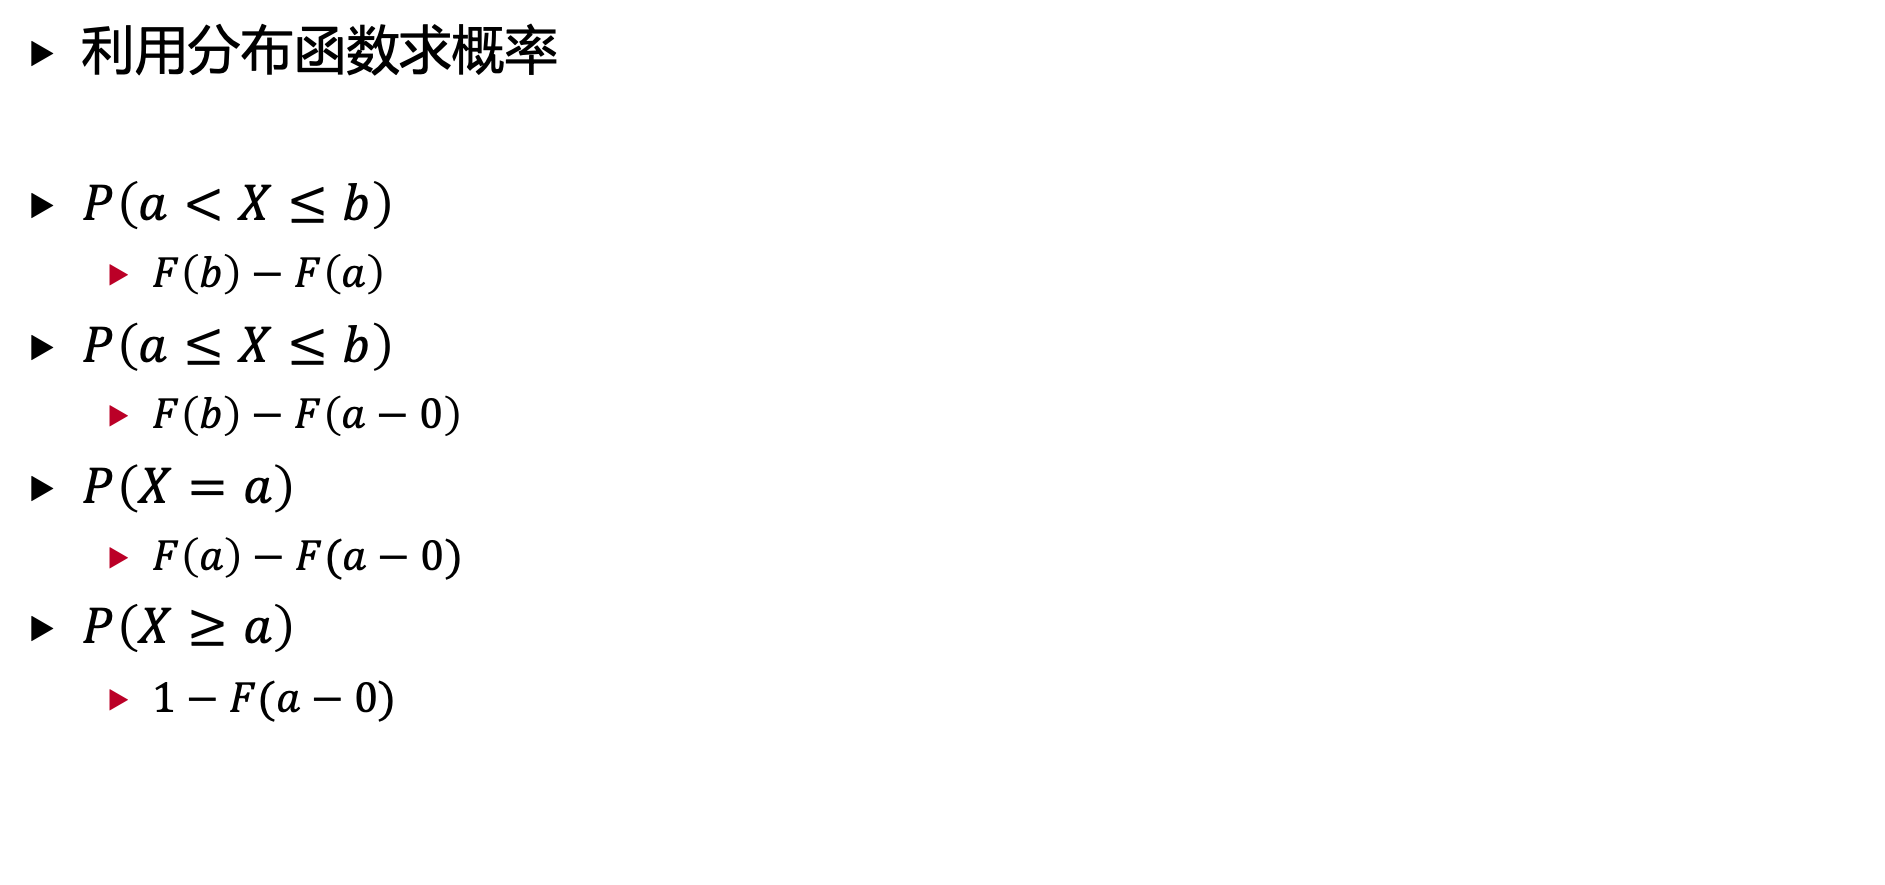 利用分布函数求概率
P(a < X ≤ b)
F(b) − F(a)
P(a ≤ X ≤ b)
F(b) − F(a − 0)
P(X = a)
F(a) − F(a − 0)
P(X ≥ a)
1 − F(a − 0)